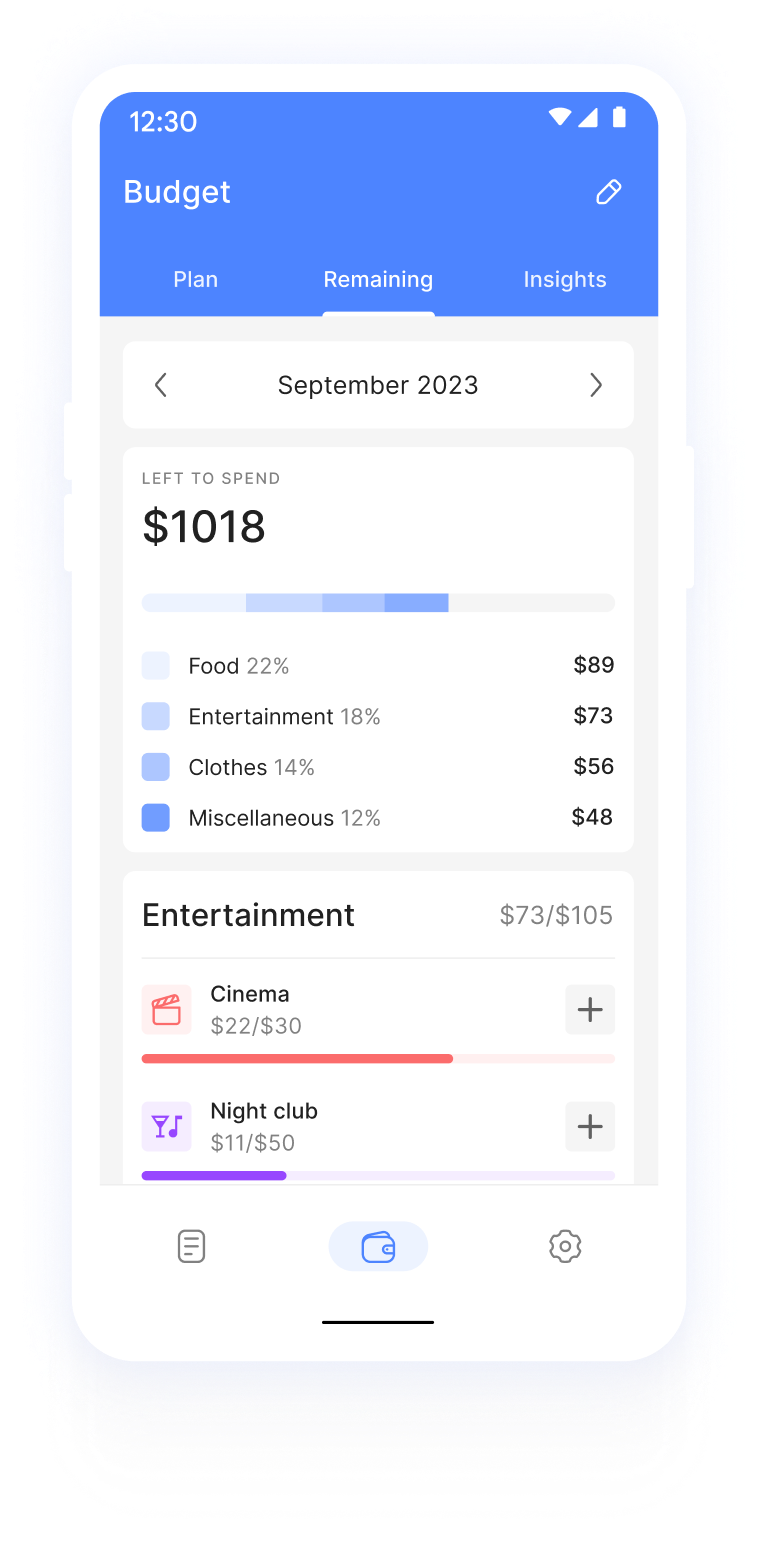 12:30
Budget
Plan Remaining Insights
September 2023
LEFT TO SPEND
$1018
Food 22% $89
Entertainment 18% $73
Clothes 14% $56
Miscellaneous 12% $48
Entertainment $73/$105
Cinema
$22/$30
Night club
$11/$50